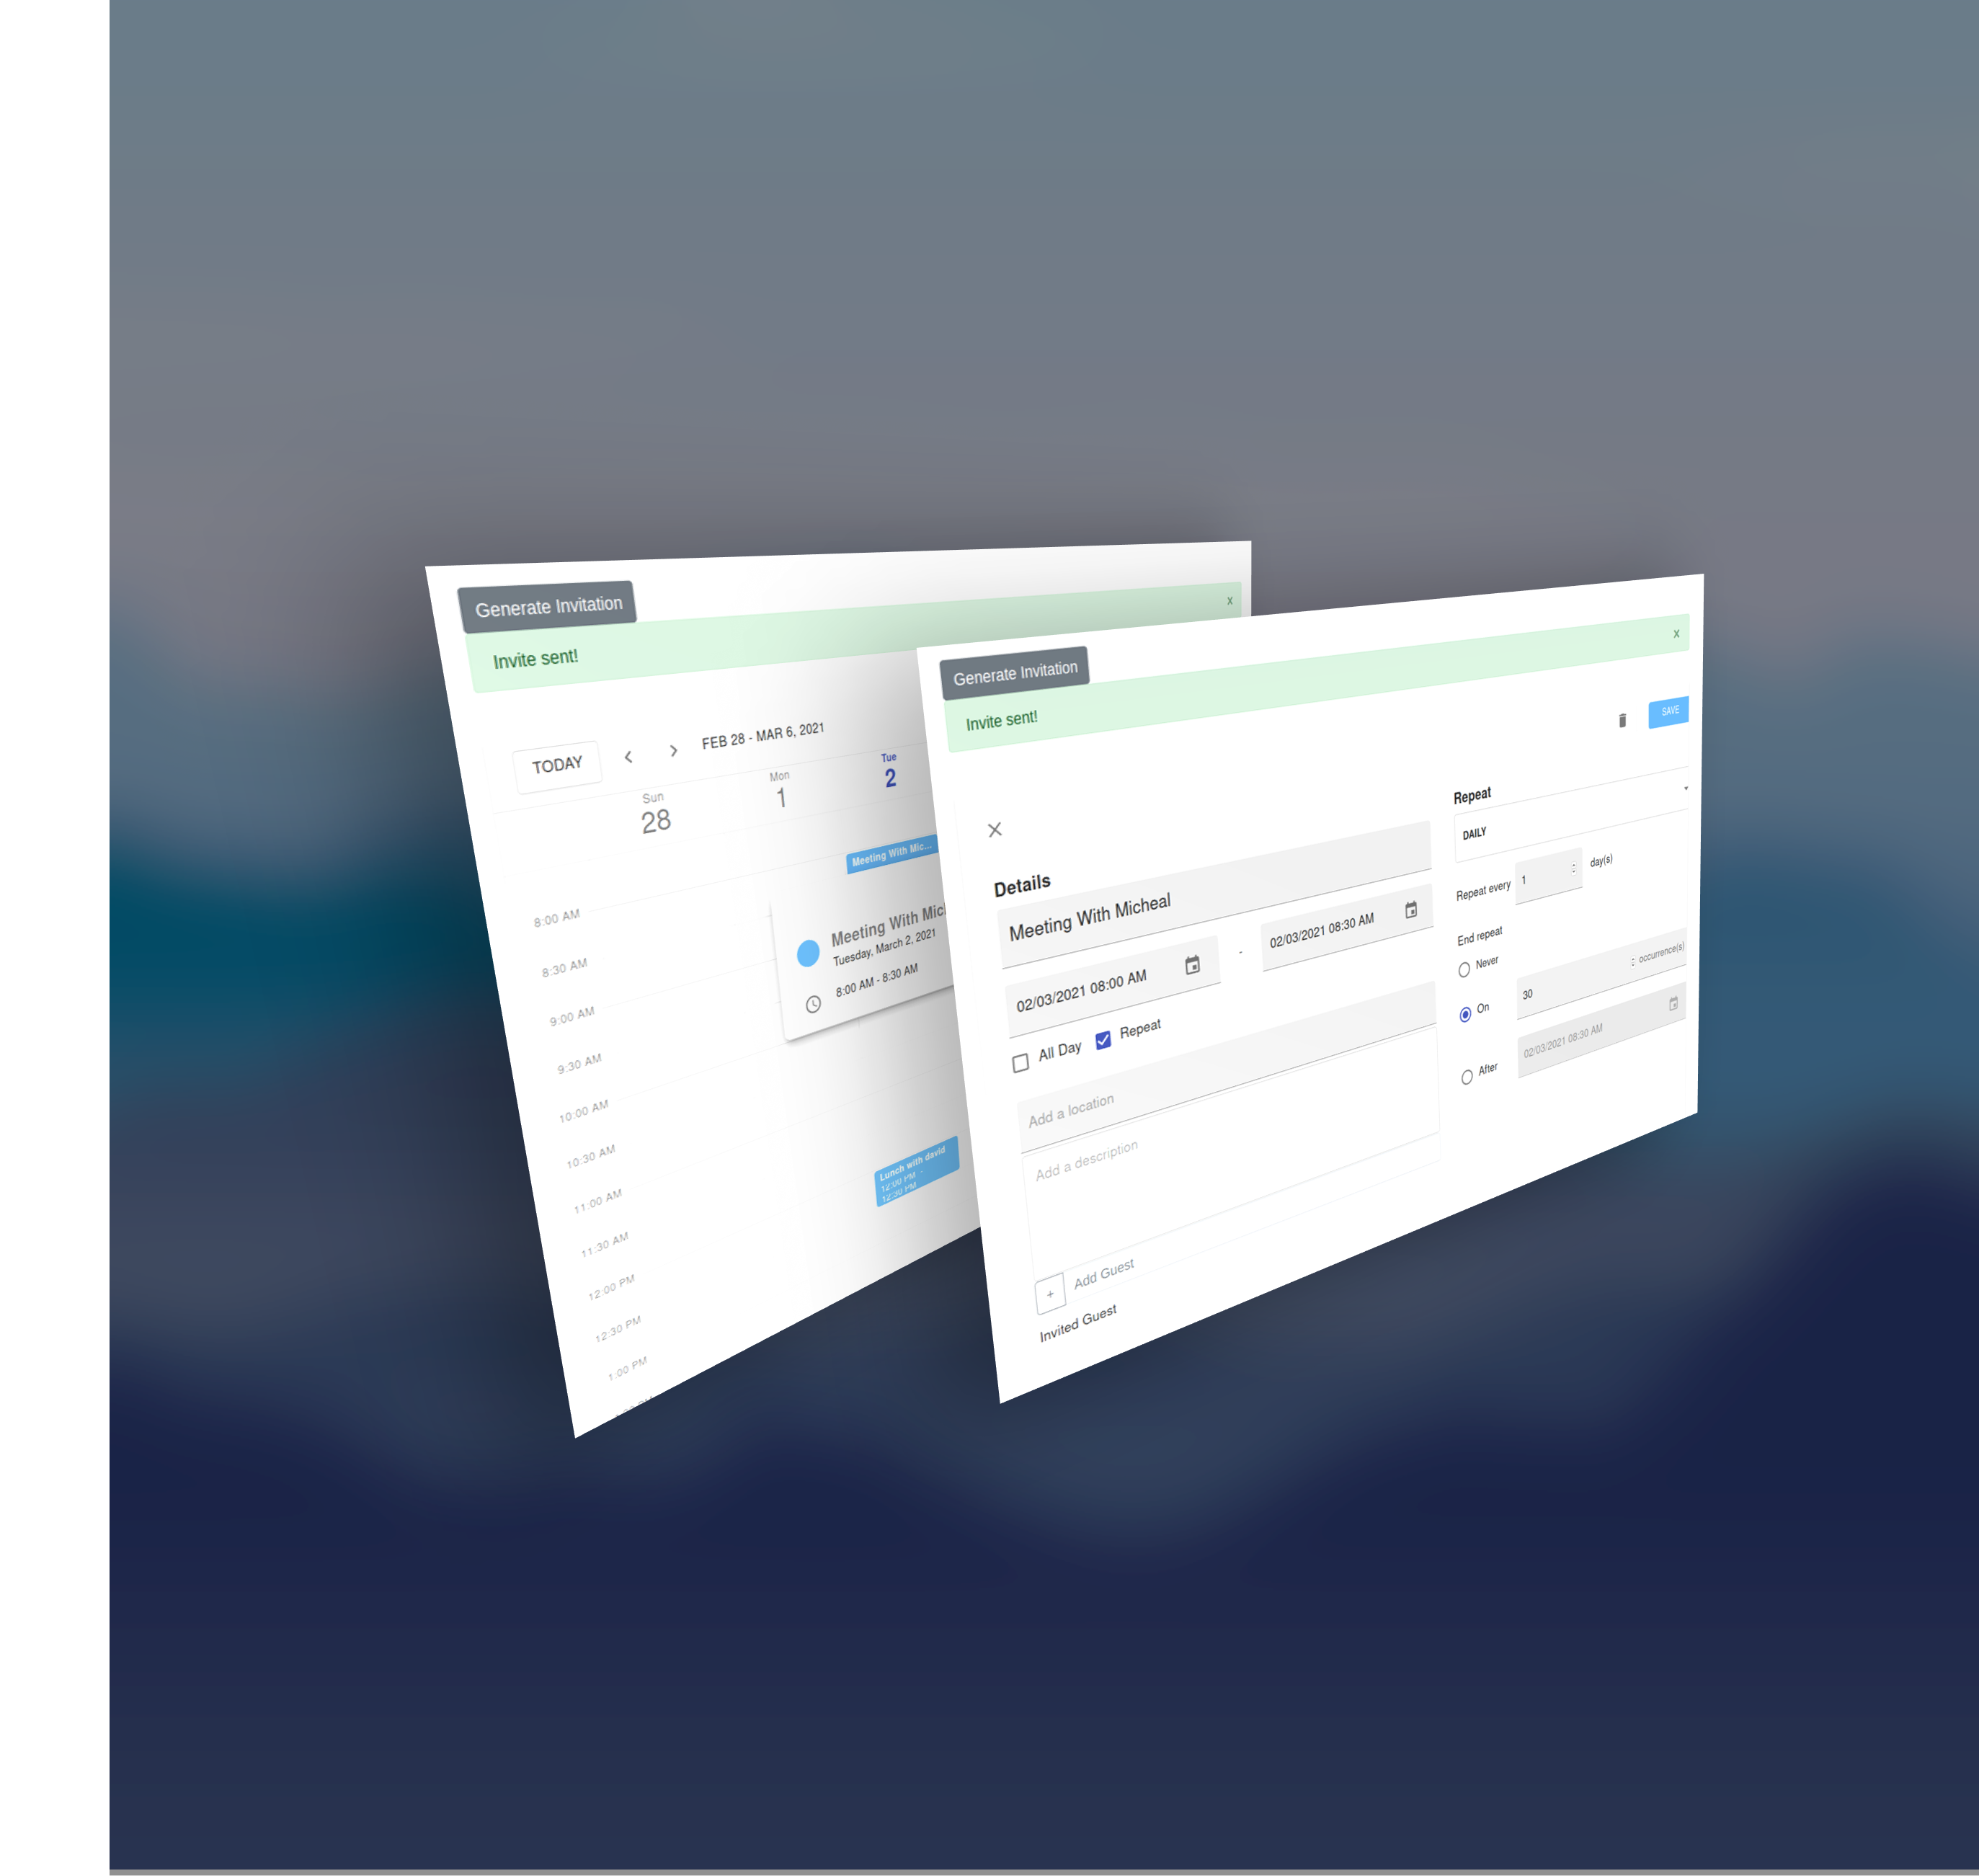 Generate Invitation
Invite sent!
x
TODAY
FEB 28 - MAR 6, 2021
Sun
28
Mon
1
Tue
2
Meeting With Mic...
8:00 AM
8:30 AM
9:00 AM
9:30 AM
10:00 AM
10:30 AM
11:00 AM
11:30 AM
12:00 PM
12:30 PM
1:00 PM
Meeting With Mic
Tuesday, March 2, 2021
8:00 AM - 8:30 AM
Lunch with david
12:00 PM -
12:30 PM
Generate Invitation
Invite sent!
x
SAVE
Details
Meeting With Micheal
02/03/2021 08:00 AM
-
02/03/2021 08:30 AM
All Day
Repeat
Add a location
Add a description
+
Add Guest
Invited Guest
Repeat
DAILY
Repeat every
1
day(s)
End repeat
Never
On
30
occurrence(s)
After
02/03/2021 08:30 AM